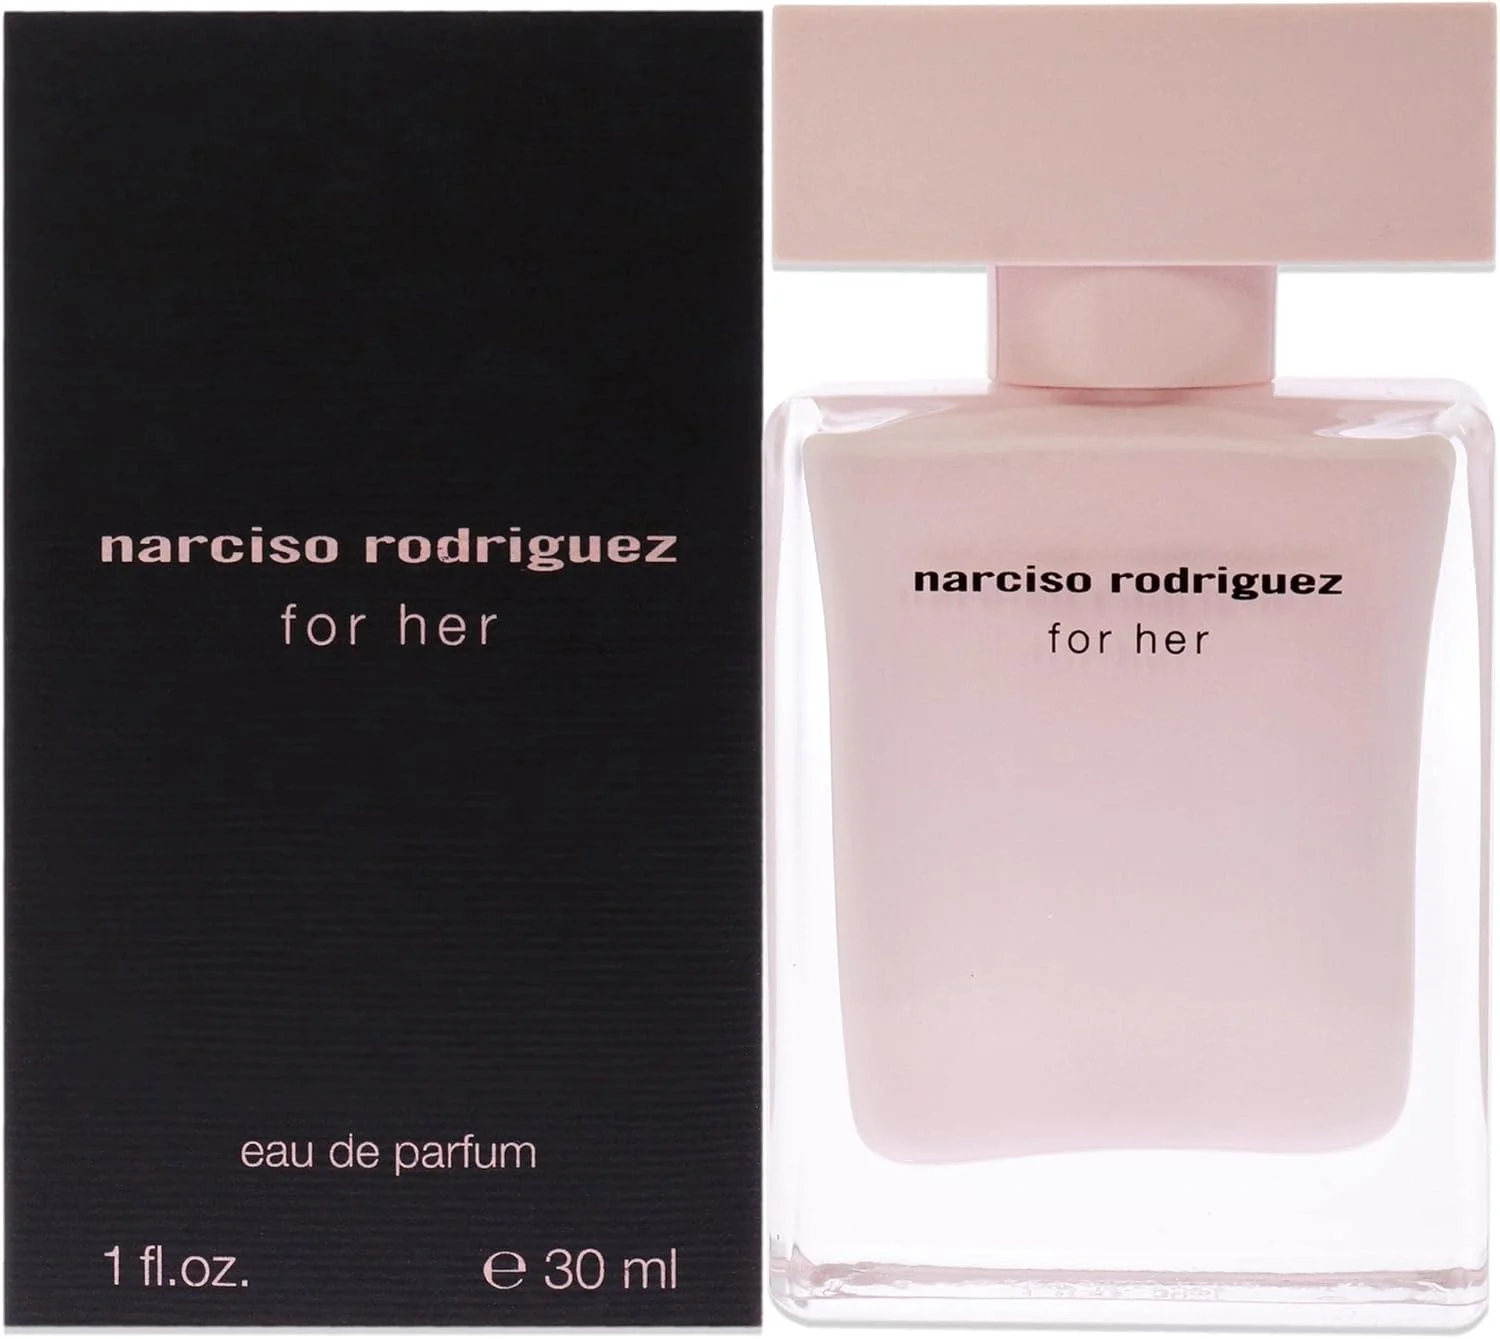 narciso rodriguez
for her
eau de parfum
1 fl.oz. ℮ 30 ml
narciso rodriguez
for her